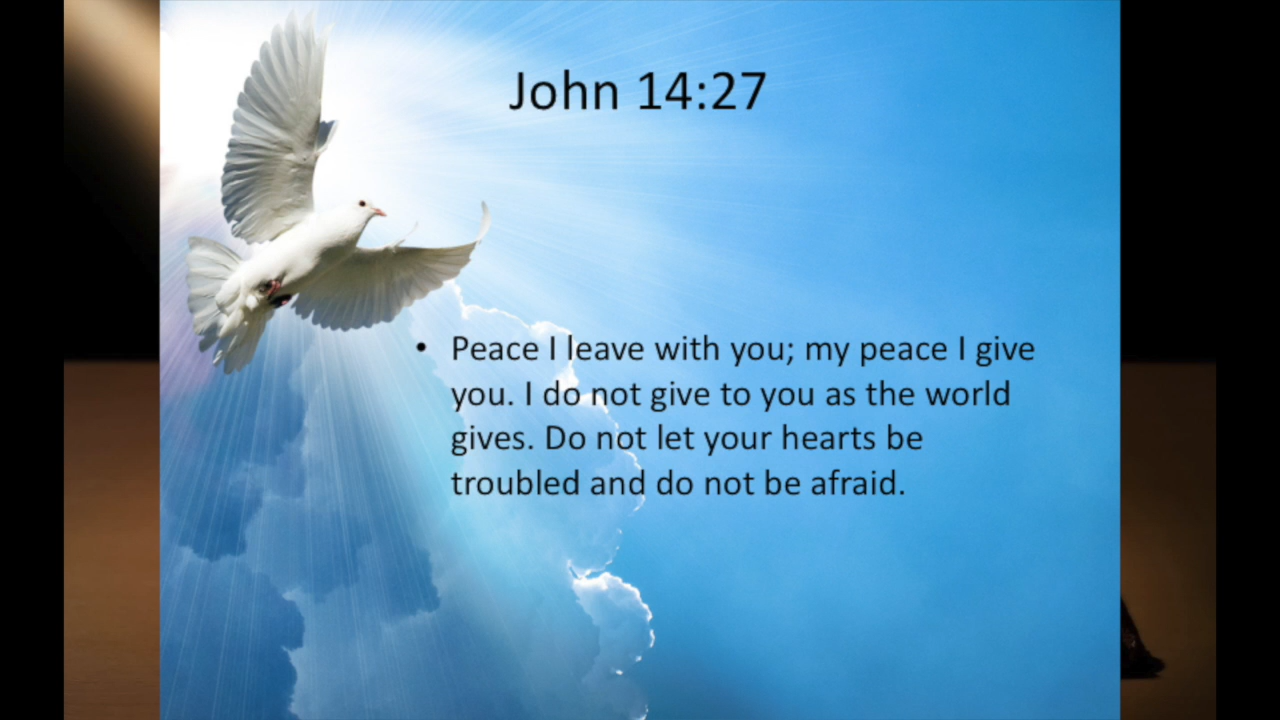 John 14:27
• Peace I leave with you; my peace I give
you. I do not give to you as the world
gives. Do not let your hearts be
troubled and do not be afraid.